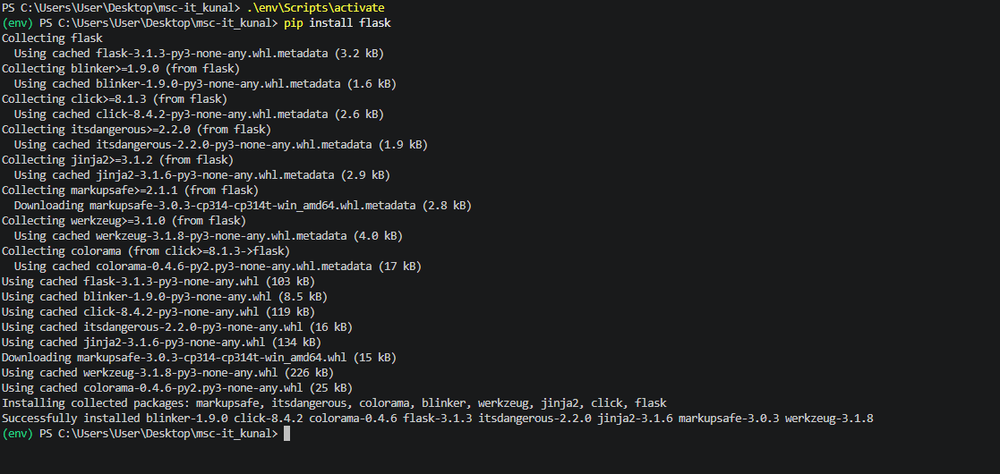 PS C:\Users\User\Desktop\msc-it_kunal> .\env\Scripts\activate
(env) PS C:\Users\User\Desktop\msc-it_kunal> pip install flask
Collecting flask
  Using cached flask-3.1.3-py3-none-any.whl.metadata (3.2 kB)
Collecting blinker>=1.9.0 (from flask)
  Using cached blinker-1.9.0-py3-none-any.whl.metadata (1.6 kB)
Collecting click>=8.1.3 (from flask)
  Using cached click-8.4.2-py3-none-any.whl.metadata (2.6 kB)
Collecting itsdangerous>=2.2.0 (from flask)
  Using cached itsdangerous-2.2.0-py3-none-any.whl.metadata (1.9 kB)
Collecting jinja2>=3.1.2 (from flask)
  Using cached jinja2-3.1.6-py3-none-any.whl.metadata (2.9 kB)
Collecting markupsafe>=2.1.1 (from flask)
  Downloading markupsafe-3.0.3-cp314-cp314t-win_amd64.whl.metadata (2.8 kB)
Collecting werkzeug>=3.1.0 (from flask)
  Using cached werkzeug-3.1.8-py3-none-any.whl.metadata (4.0 kB)
Collecting colorama (from click>=8.1.3->flask)
  Using cached colorama-0.4.6-py2.py3-none-any.whl.metadata (17 kB)
Using cached flask-3.1.3-py3-none-any.whl (103 kB)
Using cached blinker-1.9.0-py3-none-any.whl (8.5 kB)
Using cached click-8.4.2-py3-none-any.whl (119 kB)
Using cached itsdangerous-2.2.0-py3-none-any.whl (16 kB)
Using cached jinja2-3.1.6-py3-none-any.whl (134 kB)
Downloading markupsafe-3.0.3-cp314-cp314t-win_amd64.whl (15 kB)
Using cached werkzeug-3.1.8-py3-none-any.whl (226 kB)
Using cached colorama-0.4.6-py2.py3-none-any.whl (25 kB)
Installing collected packages: markupsafe, itsdangerous, colorama, blinker, werkzeug, jinja2, click, flask
Successfully installed blinker-1.9.0 click-8.4.2 colorama-0.4.6 flask-3.1.3 itsdangerous-2.2.0 jinja2-3.1.6 markupsafe-3.0.3 werkzeug-3.1.8
(env) PS C:\Users\User\Desktop\msc-it_kunal>